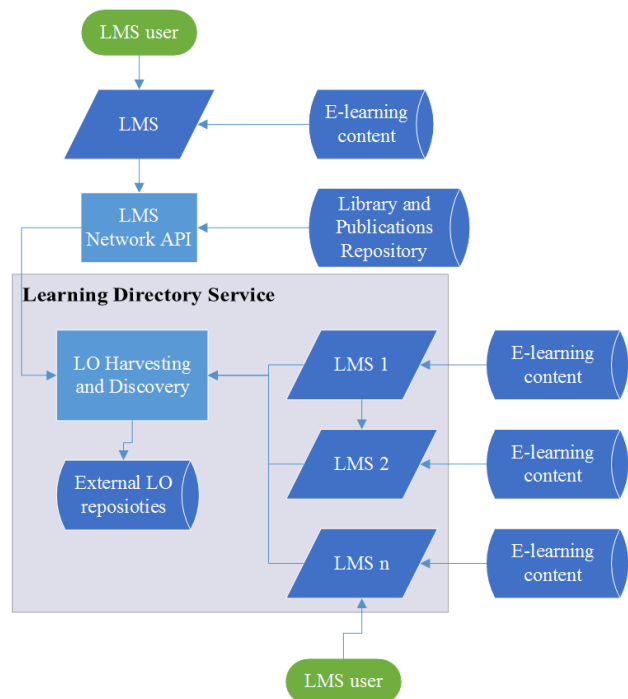 LMS user
LMS
E-learning
content
LMS
Network API
Library and
Publications
Repository
Learning Directory Service
LO Harvesting
and Discovery
LMS 1
E-learning
content
External LO
reposioties
LMS 2
E-learning
content
LMS n
E-learning
content
LMS user